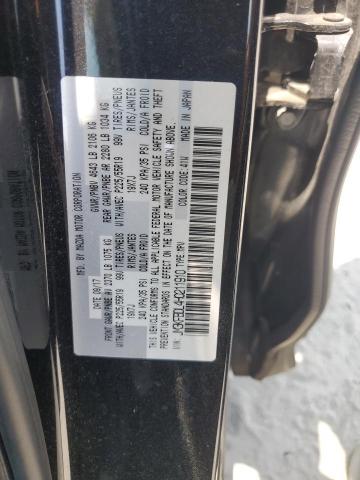 MFD. BY MAZDA MOTOR CORPORATION
09/17 GVWR/PNBV 4643 LB 2106 KG
FRONT GAWR/PNBE AV 2370 LB 1075 KG REAR GAWR/PNBE AR 2280 LB 1034 KG
WITH/AVEC P225/55R19 99V TIRES/PNEUS WITH/AVEC P225/55R19 99V TIRES/PNEUS
19X7J RIMS/JANTES 19X7J RIMS/JANTES
240 KPA/35 PSI COLD/A FROID 240 KPA/35 PSI COLD/A FROID
THIS VEHICLE CONFORMS TO ALL APPLICABLE FEDERAL MOTOR VEHICLE SAFETY AND THEFT
PREVENTION STANDARDS IN EFFECT ON THE DATE OF MANUFACTURE SHOWN ABOVE.
MADE IN JAPAN
COLOR CODE: 41W
VIN: JM3KFBDL4H0211910 TYPE:MPV